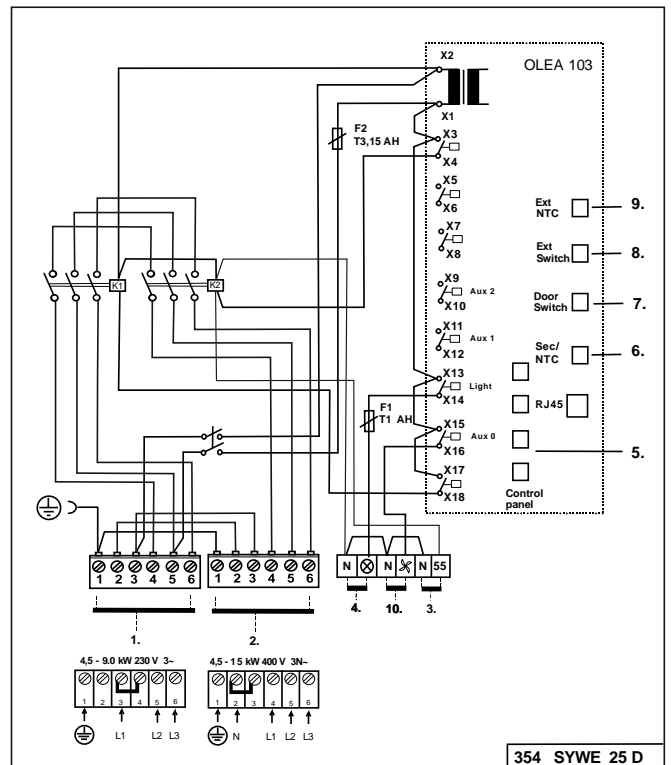 X2
OLEA 103
X1
F2
T3,15 AH
X3
X4
X5
X6
Ext
NTC
9.
X7
X8
Ext
Switch
8.
K1
K2
X9
Aux 2
X10
Door
Switch
7.
X11
Aux 1
X12
Sec/
NTC
6.
X13
Light
X14
RJ45
F1
T1 AH
X15
Aux 0
X16
5.
X17
X18
Control
panel
1 2 3 4 5 6
1 2 3 4 5 6
N N N 55
4. 10. 3.
1. 2.
4,5 - 9.0 kW 230 V 3~
4,5 - 15 kW 400 V 3N~
1 2 3 4 5 6
1 2 3 4 5 6
L1 L2 L3
N L1 L2 L3
354 SYWE 25 D